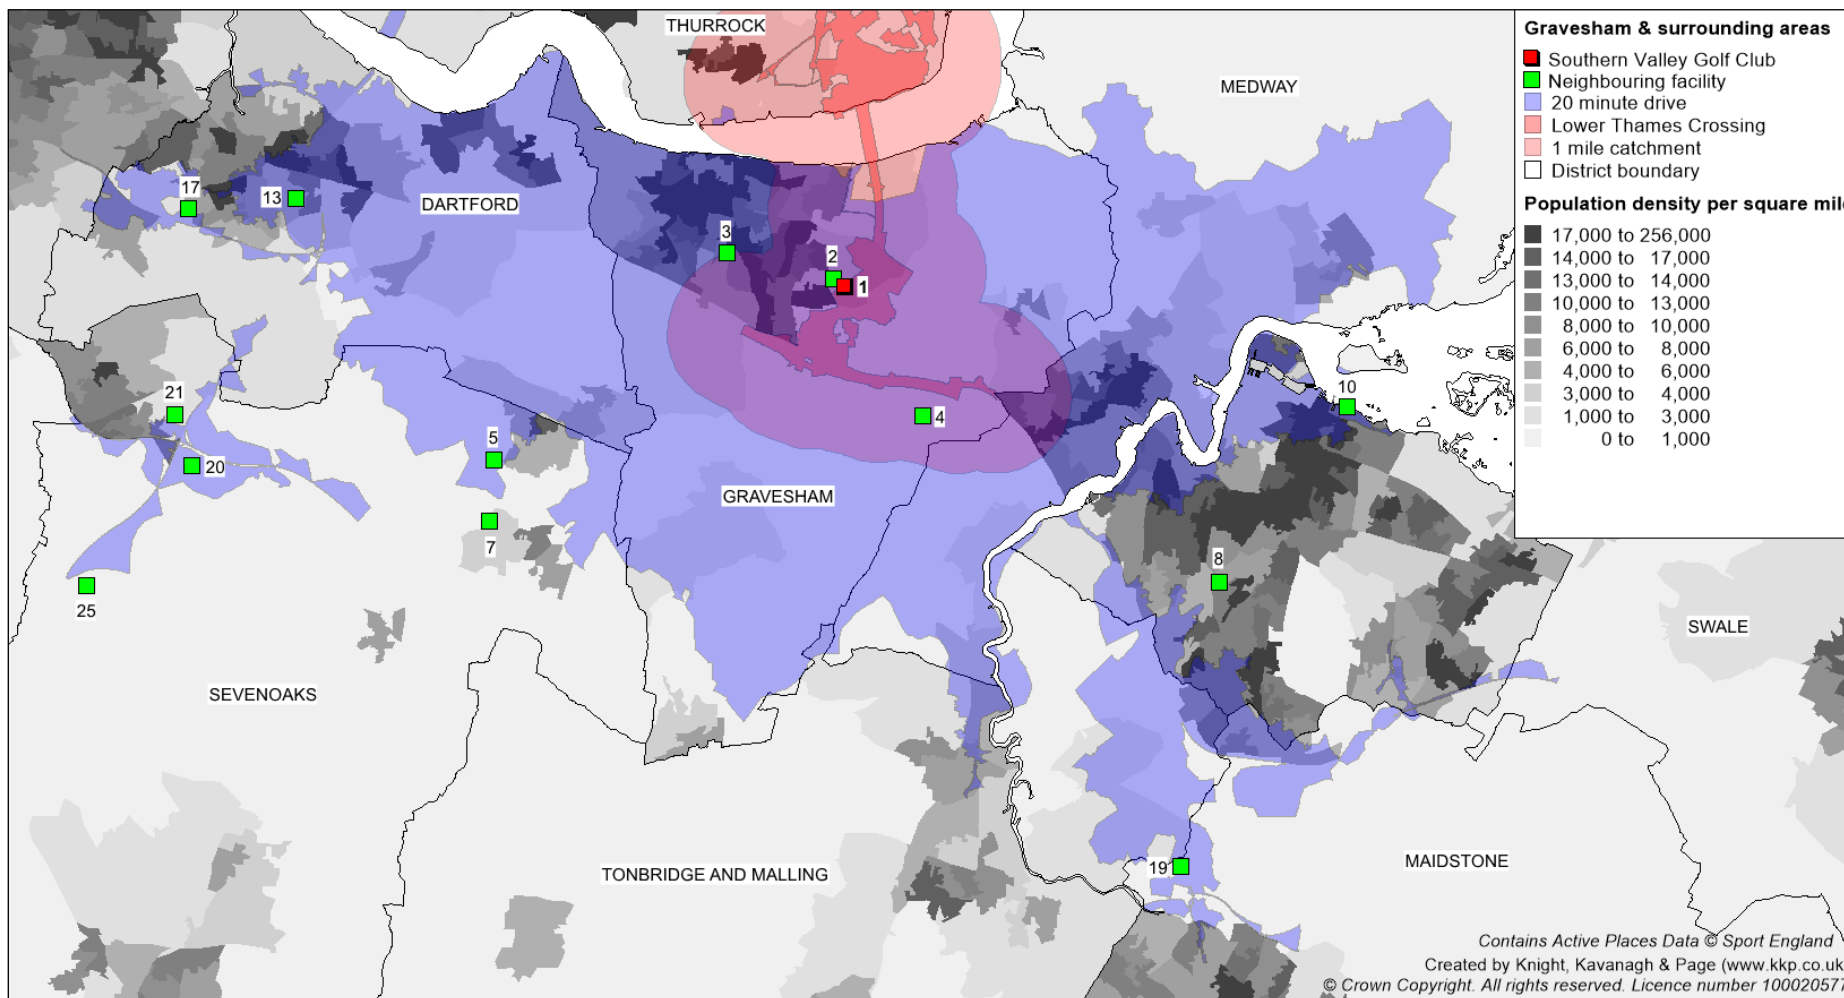 THURROCK
MEDWAY
DARTFORD
GRAVESHAM
SEVENOAKS
TONBRIDGE AND MALLING
MAIDSTONE
SWALE
17
13
3
2
1
4
10
21
20
5
7
8
25
19
Gravesham & surrounding areas
Southern Valley Golf Club
Neighbouring facility
20 minute drive
Lower Thames Crossing
1 mile catchment
District boundary
Population density per square mile
17,000 to 256,000
14,000 to 17,000
13,000 to 14,000
10,000 to 13,000
8,000 to 10,000
6,000 to 8,000
4,000 to 6,000
3,000 to 4,000
1,000 to 3,000
0 to 1,000
Contains Active Places Data © Sport England
Created by Knight, Kavanagh & Page (www.kkp.co.uk
© Crown Copyright. All rights reserved. Licence number 100020577